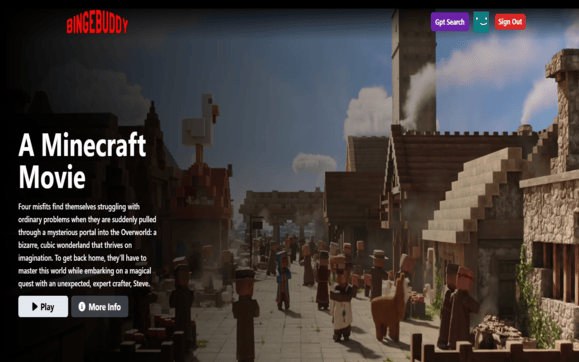 BINGEBUDDY
Gpt Search
Sign Out
A Minecraft
Movie
Four misfits find themselves struggling with
ordinary problems when they are suddenly pulled
through a mysterious portal into the Overworld: a
bizarre, cubic wonderland that thrives on
imagination. To get back home, they'll have to
master this world while embarking on a magical
quest with an unexpected, expert crafter, Steve.
Play
More Info